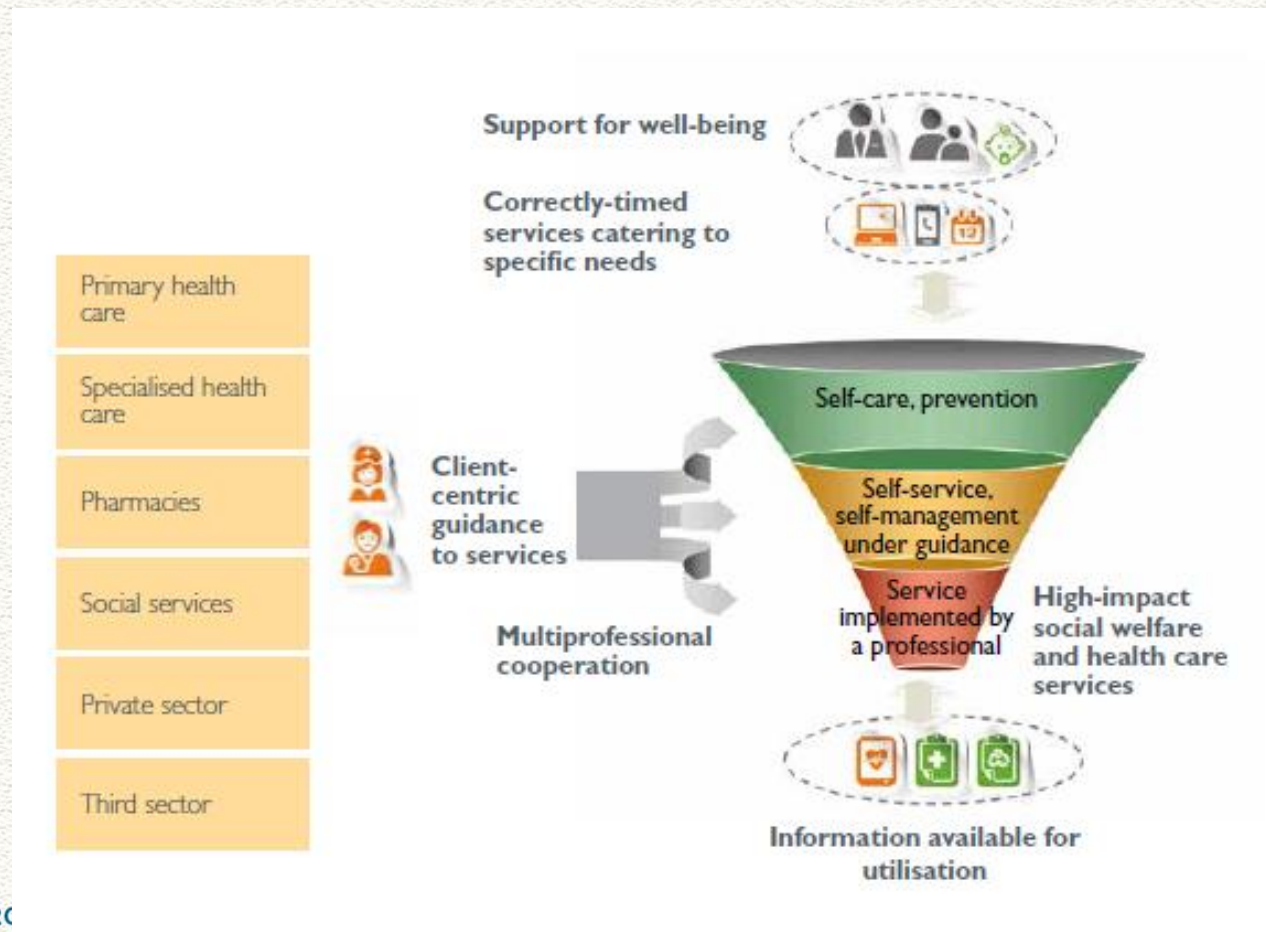 Support for well-being
Correctly-timed
services catering to
specific needs
Primary health
care
Specialised health
care
Pharmacies
Social services
Private sector
Third sector
Client-
centric
guidance
to services
Multiprofessional
cooperation
Self-care, prevention
Self-service,
self-management
under guidance
Service
implemented by
a professional
High-impact
social welfare
and health care
services
Information available for
utilisation